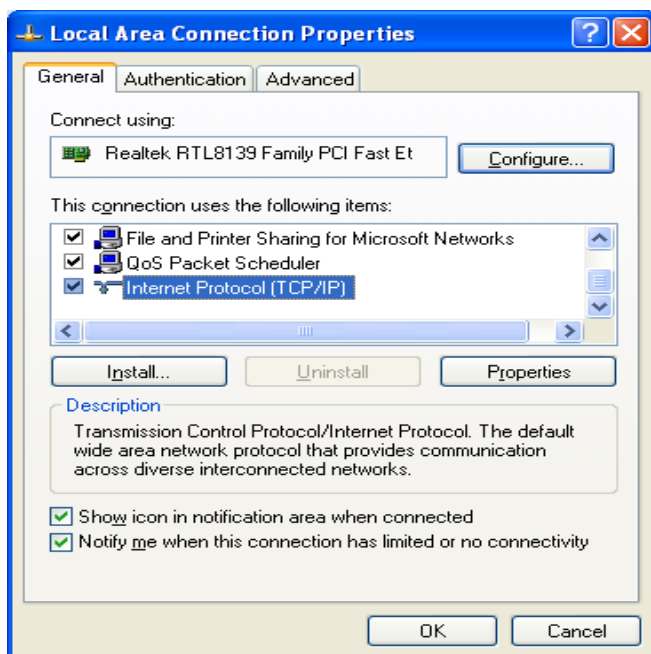 Local Area Connection Properties
General Authentication Advanced
Connect using:
Realtek RTL8139 Family PCI Fast Et
Configure...
This connection uses the following items:
File and Printer Sharing for Microsoft Networks
QoS Packet Scheduler
Internet Protocol (TCP/IP)
Install... Uninstall Properties
Description
Transmission Control Protocol/Internet Protocol. The default
wide area network protocol that provides communication
across diverse interconnected networks.
Show icon in notification area when connected
Notify me when this connection has limited or no connectivity
OK Cancel